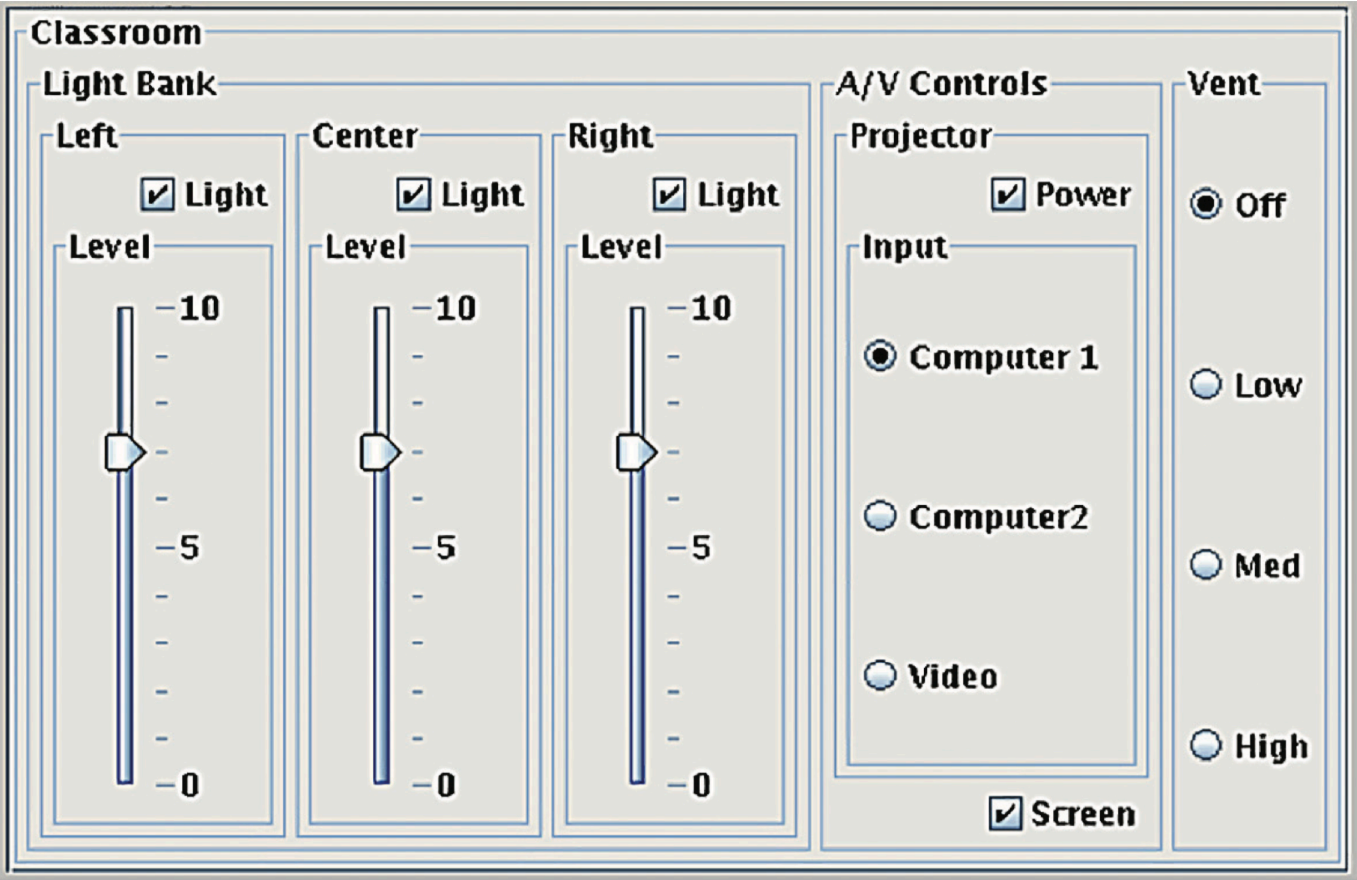 Classroom
Light Bank
Left
Light
Level
10
5
0
Center
Light
Level
10
5
0
Right
Light
Level
10
5
0
A/V Controls
Projector
Power
Input
Computer 1
Computer2
Video
Screen
Vent
Off
Low
Med
High